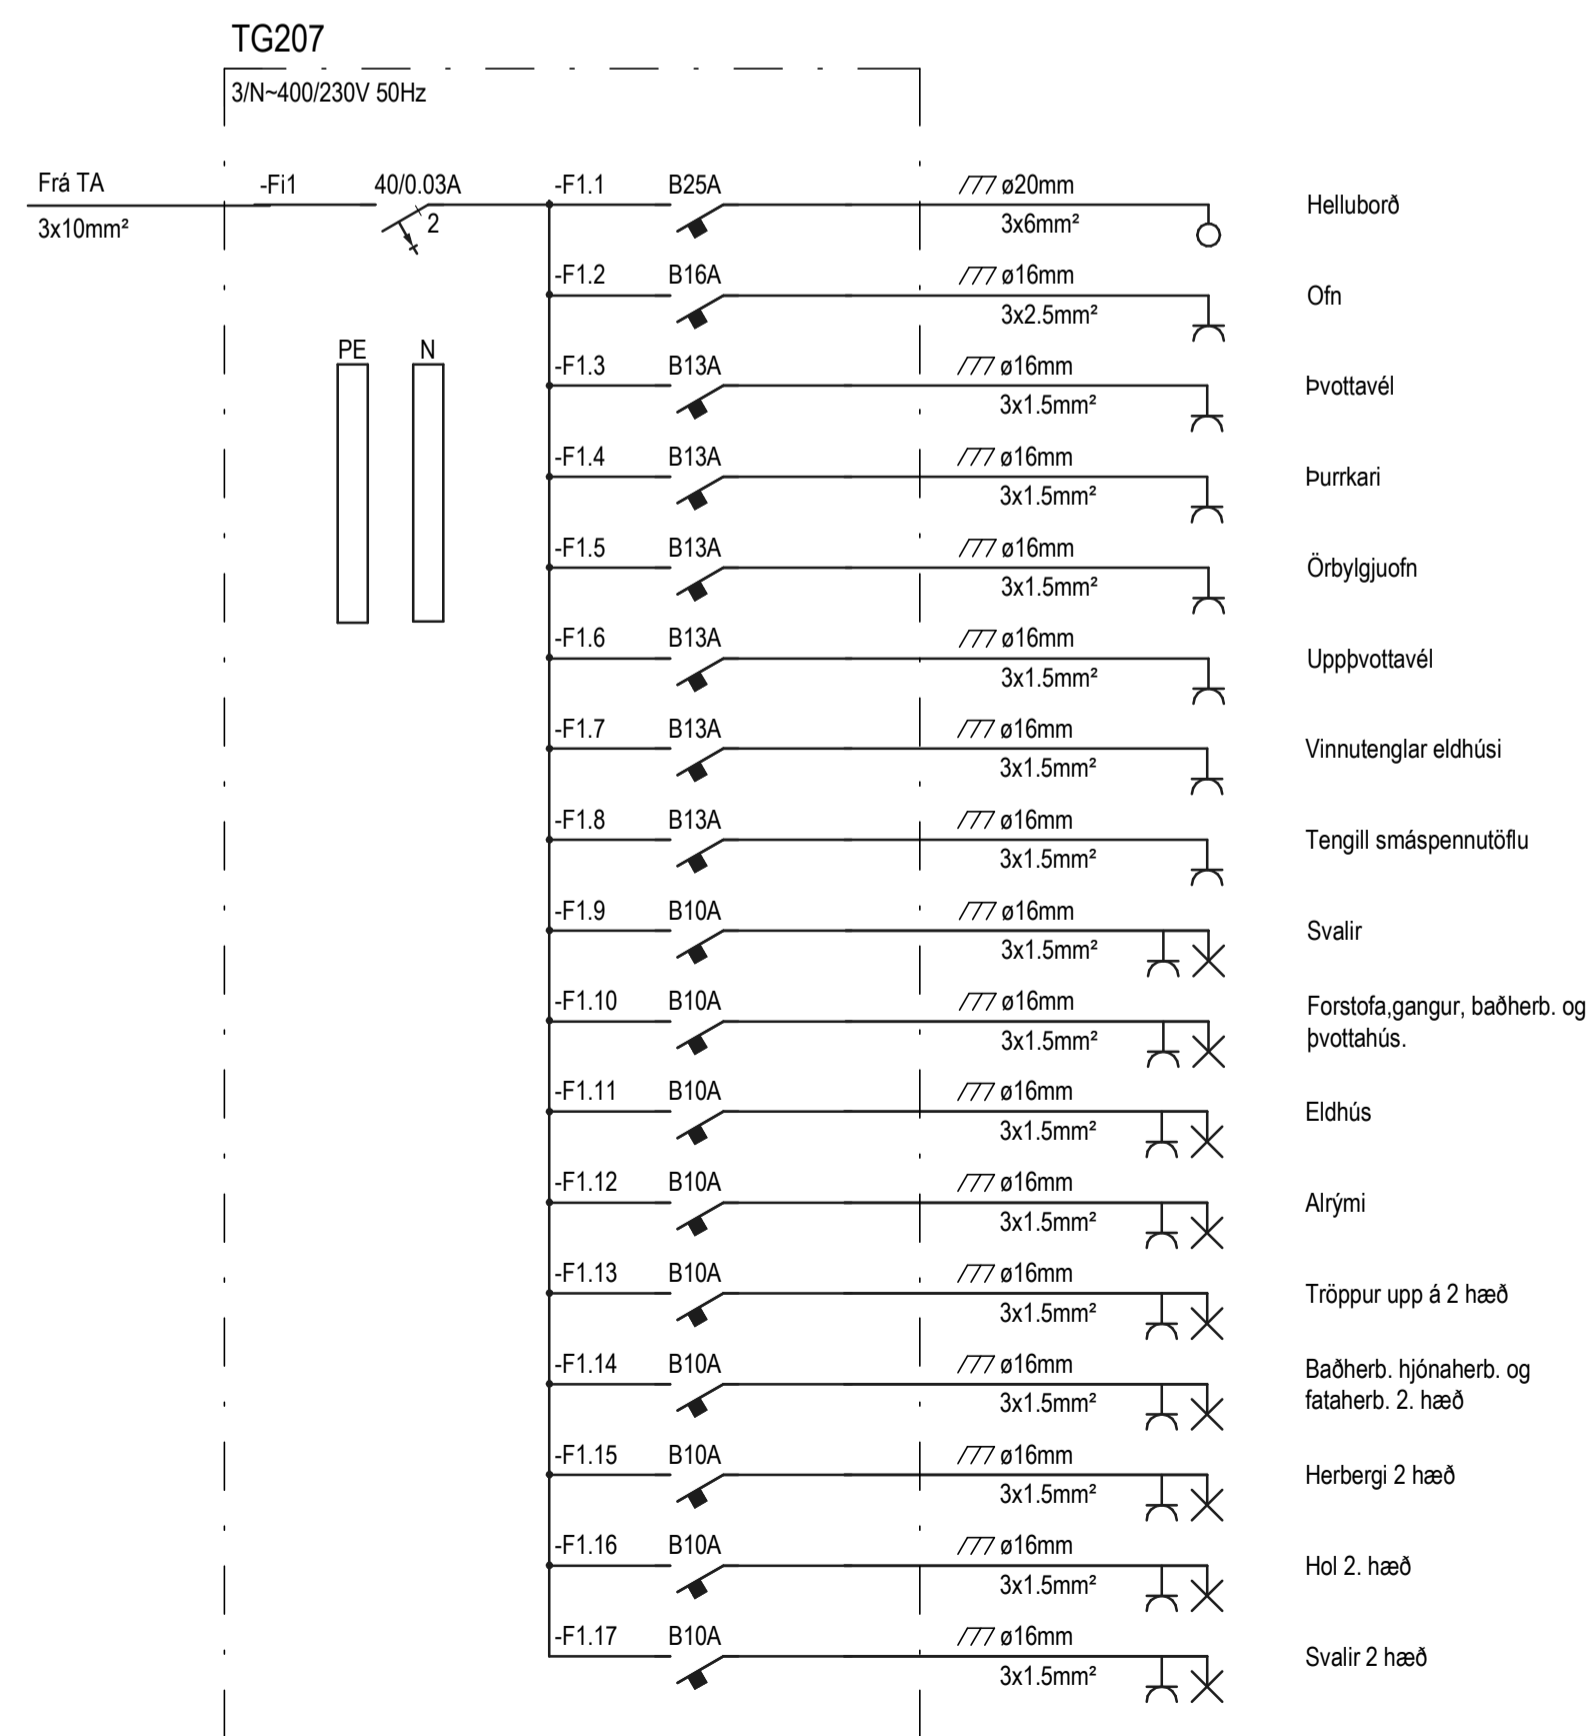 TG207
3/N~400/230V 50Hz
Frá TA
3x10mm²
-Fi1
40/0.03A
2
PE
N
-F1.1 B25A ø20mm
3x6mm²
Helluborð
-F1.2 B16A ø16mm
3x2.5mm²
Ofn
-F1.3 B13A ø16mm
3x1.5mm²
Þvottavél
-F1.4 B13A ø16mm
3x1.5mm²
Þurrkari
-F1.5 B13A ø16mm
3x1.5mm²
Örbylgjuofn
-F1.6 B13A ø16mm
3x1.5mm²
Uppþvottavél
-F1.7 B13A ø16mm
3x1.5mm²
Vinnutenglar eldhúsi
-F1.8 B13A ø16mm
3x1.5mm²
Tengill smáspennutöflu
-F1.9 B10A ø16mm
3x1.5mm²
Svalir
-F1.10 B10A ø16mm
3x1.5mm²
Forstofa,gangur, baðherb. og
þvottahús.
-F1.11 B10A ø16mm
3x1.5mm²
Eldhús
-F1.12 B10A ø16mm
3x1.5mm²
Alrými
-F1.13 B10A ø16mm
3x1.5mm²
Tröppur upp á 2 hæð
-F1.14 B10A ø16mm
3x1.5mm²
Baðherb. hjónaherb. og
fataherb. 2. hæð
-F1.15 B10A ø16mm
3x1.5mm²
Herbergi 2 hæð
-F1.16 B10A ø16mm
3x1.5mm²
Hol 2. hæð
-F1.17 B10A ø16mm
3x1.5mm²
Svalir 2 hæð